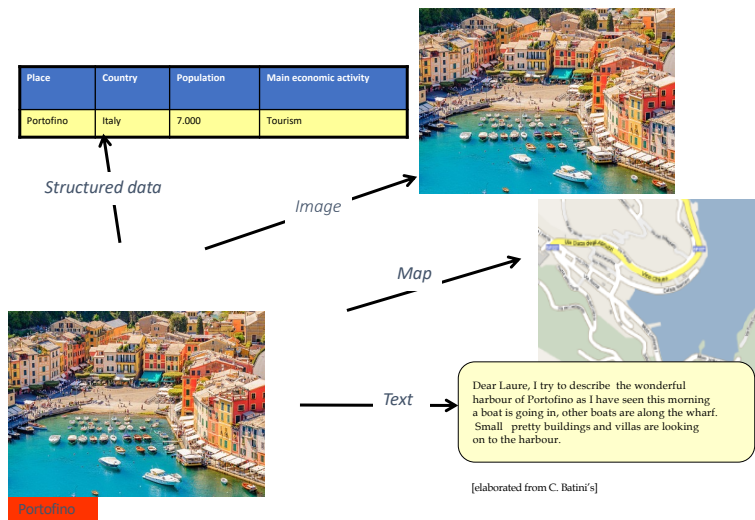 Place Country Population Main economic activity
Portofino Italy 7.000 Tourism
Structured data
Image
Map
Text
Dear Laure, I try to describe the wonderful
harbour of Portofino as I have seen this morning
a boat is going in, other boats are along the wharf.
Small pretty buildings and villas are looking
on to the harbour.
[elaborated from C. Batini's]
Portofino